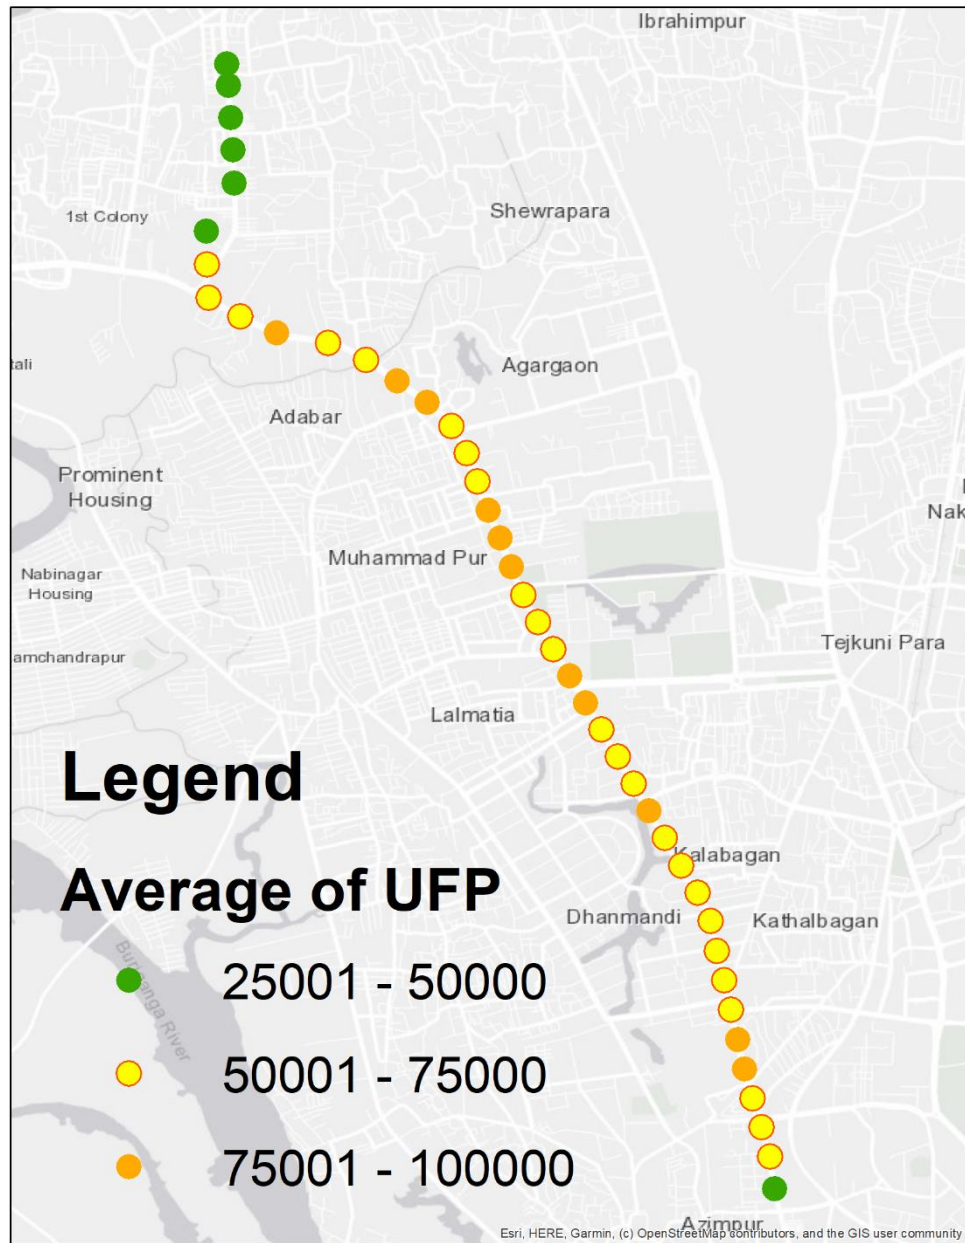 Ibrahimpur
1st Colony
Shewrapara
tali
Agargaon
Adabar
Prominent
Housing
Nak
Muhammad Pur
Nabinagar
Housing
amchandrapur
Tejkuni Para
Lalmatia
Legend
Kalabagan
Average of UFP
Dhanmandi
Kathalbagan
25001 - 50000
50001 - 75000
75001 - 100000
Azimpur
Esri, HERE, Garmin, (c) OpenStreetMap contributors, and the GIS user community